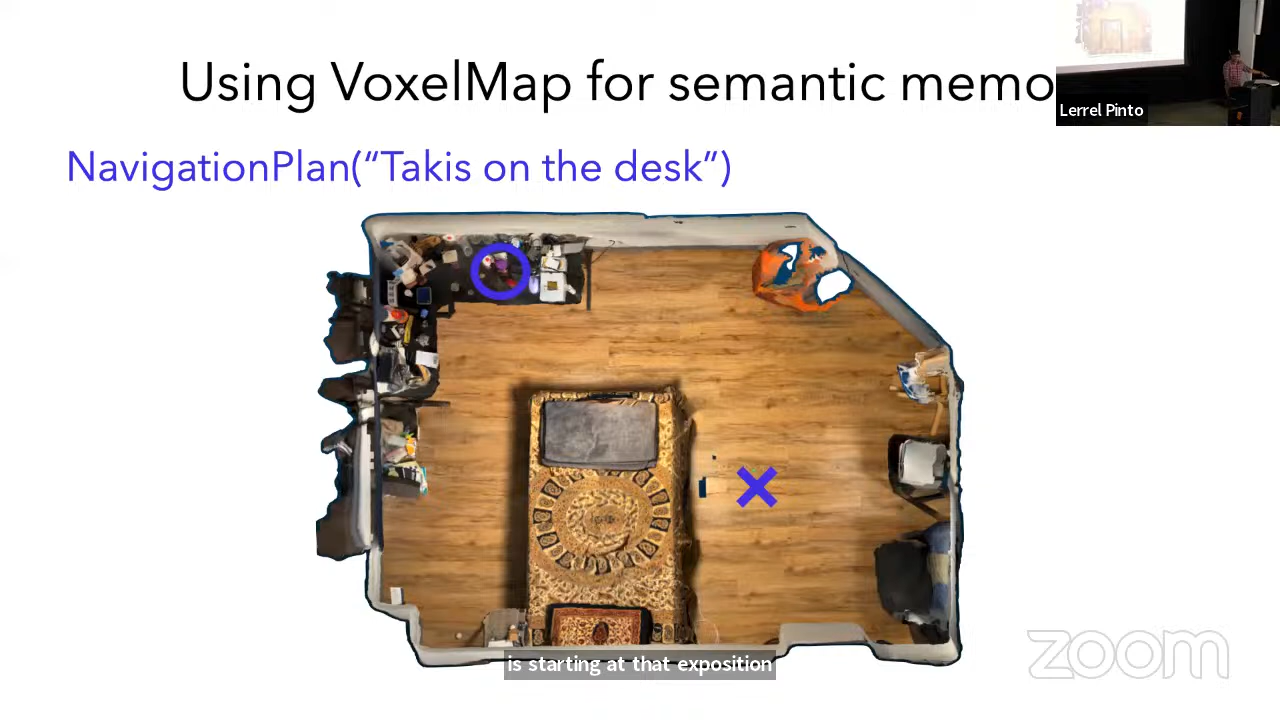 Using VoxelMap for semantic memo
Lerrel Pinto
NavigationPlan(“Takis on the desk”)
is starting at that exposition
zoom